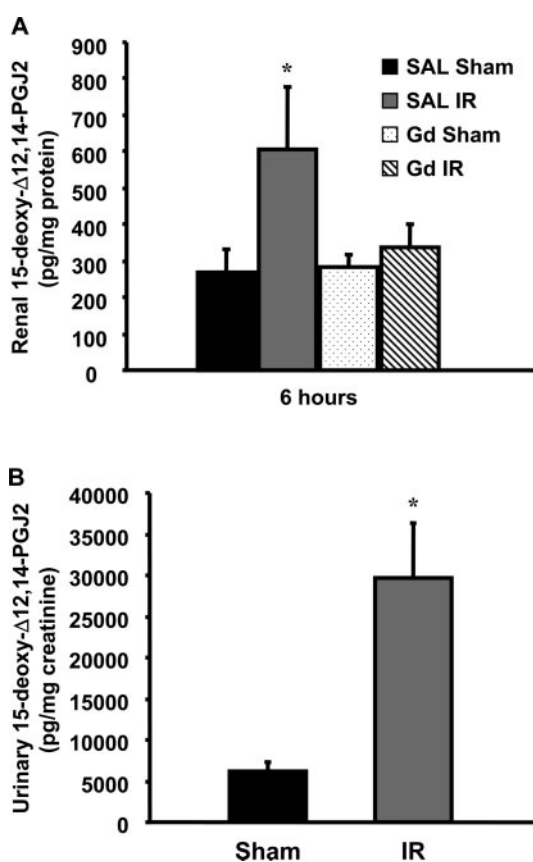 A
900
800
700
600
500
400
300
200
100
0
Renal 15-deoxy-Δ12,14-PGJ2
(pg/mg protein)
*
SAL Sham
SAL IR
Gd Sham
Gd IR
6 hours
B
40000
35000
30000
25000
20000
15000
10000
5000
0
Urinary 15-deoxy-Δ12,14-PGJ2
(pg/mg creatinine)
*
Sham IR